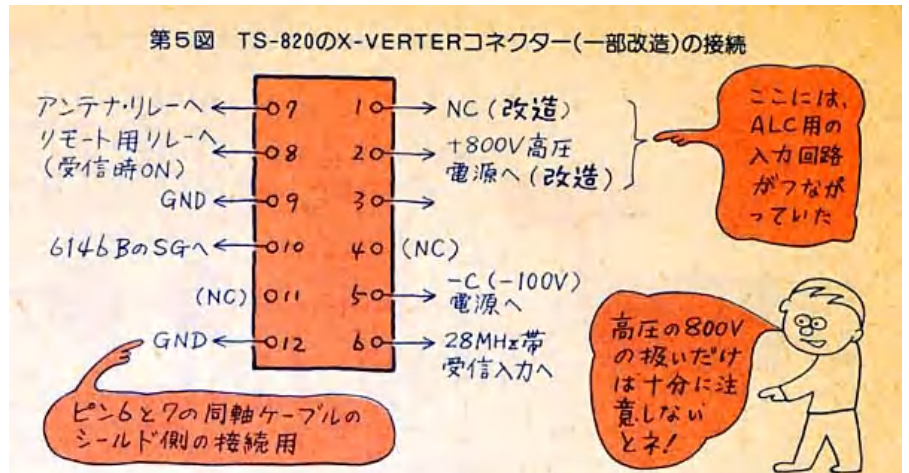 第5図 TS-820のX-VERTERコネクター(一部改造)の接続
アンテナ・リレーへ
7
リモート用リレーへ
(受信時ON)
8
GND
9
6146BのSGへ
10
(NC)
11
GND
12
1
NC(改造)
2
+800V高圧
電源へ(改造)
3
4
(NC)
5
-C(-100V)
電源へ
6
28MHz帯
受信入力へ
ここには、
ALC用の
入力回路
がつなが
っていた
ピン6と7の同軸ケーブルの
シールド側の接続用
高圧の800V
の扱いだけ
は十分に注
意しない
とネ!